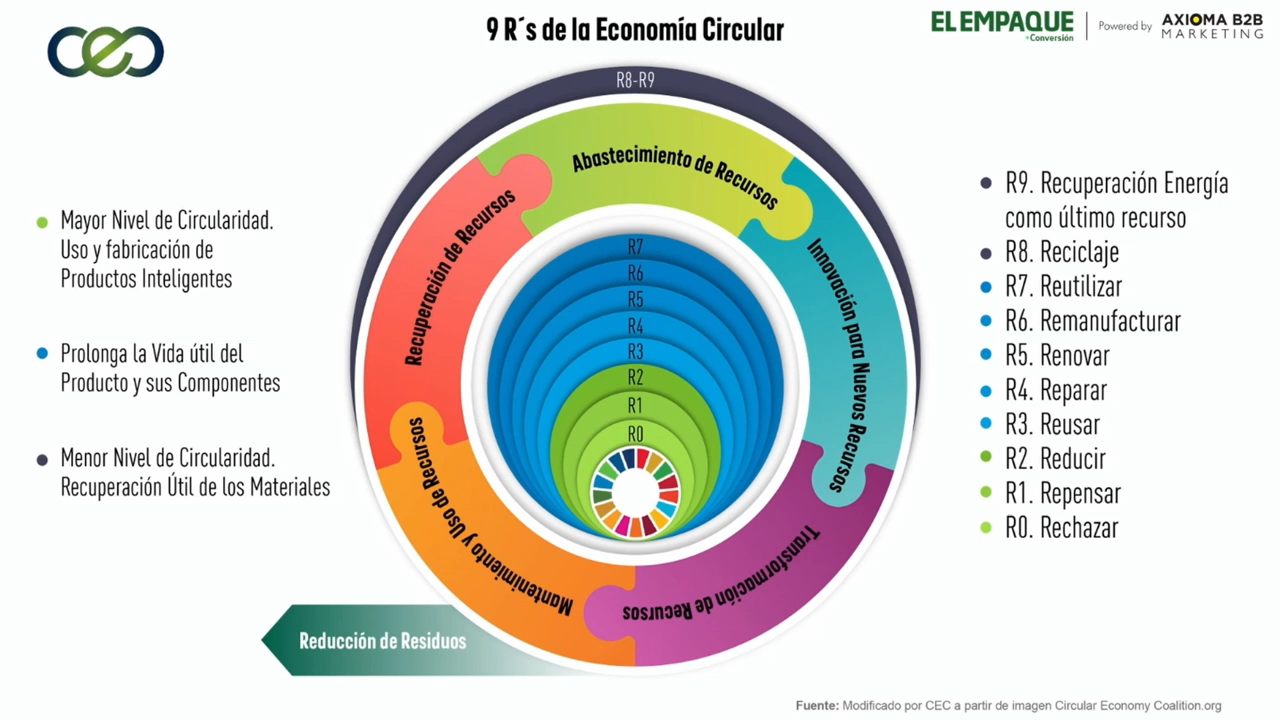 9 R´s de la Economía Circular
EL EMPAQUE
+Conversión
Powered by
AXIOMA B2B
MARKETING
ceo
R8-R9
Abastecimiento de Recursos
Innovación para Nuevos Recursos
Transformación de Recursos
Mantenimiento y Uso de Recursos
Recuperación de Recursos
R7
R6
R5
R4
R3
R2
R1
R0
Mayor Nivel de Circularidad.
Uso y fabricación de
Productos Inteligentes
Prolonga la Vida útil del
Producto y sus Componentes
Menor Nivel de Circularidad.
Recuperación Útil de los Materiales
R9. Recuperación Energía
como último recurso
R8. Reciclaje
R7. Reutilizar
R6. Remanufacturar
R5. Renovar
R4. Reparar
R3. Reusar
R2. Reducir
R1. Repensar
R0. Rechazar
Reducción de Residuos
Fuente: Modificado por CEC a partir de imagen Circular Economy Coalition.org